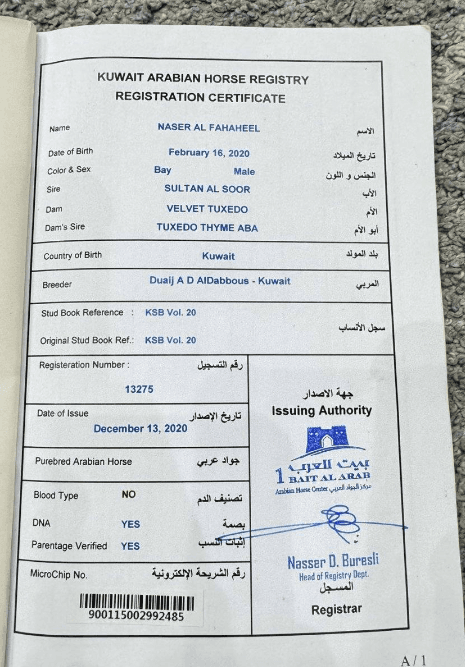 KUWAIT ARABIAN HORSE REGISTRY
REGISTRATION CERTIFICATE
Name NASER AL FAHAHEEL الاسم
Date of Birth February 16, 2020 تاريخ الميلاد
Color & Sex Bay Male الجنس و اللون
Sire SULTAN AL SOOR الأب
Dam VELVET TUXEDO الأم
Dam's Sire TUXEDO THYME ABA أبو الأم
Country of Birth Kuwait بلد المولد
Breeder Duaij A D AlDabbous - Kuwait المربي
Stud Book Reference : KSB Vol. 20
سجل الأنساب
Original Stud Book Ref.: KSB Vol. 20
Registeration Number : رقم التسجيل
13275
Date of Issue تاريخ الإصدار
December 13, 2020
Purebred Arabian Horse جواد عربي
Blood Type NO تصنيف الدم
DNA YES بصمة
Parentage Verified YES إثبات النسب
MicroChip No. رقم الشريحة الإلكترونية
900115002992485
جهة الاصدار
Issuing Authority
بيت العرب
1 BAIT AL ARAB
Arabian Horse Center مركز الجواد العربي
Nasser D. Buresli
Head of Registry Dept.
المسجل
Registrar
A / 1